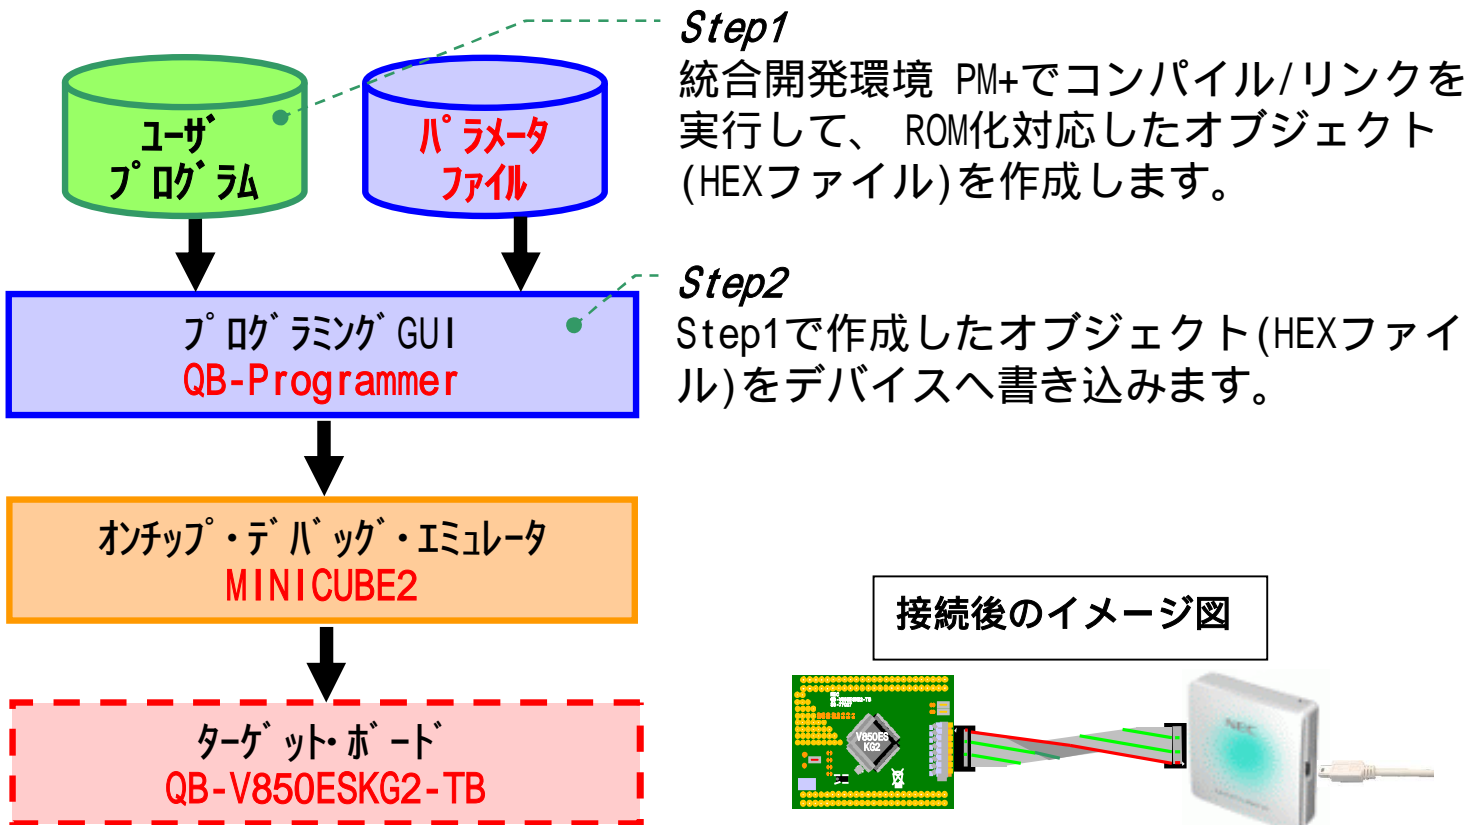 Step1
統合開発環境 PM+でコンパイル/リンクを
実行して、 ROM化対応したオブジェクト
(HEXファイル)を作成します。
ﾕｰｻﾞ
ﾌﾟﾛｸﾞﾗﾑ
ﾊﾟﾗﾒｰﾀ
ﾌｧｲﾙ
Step2
Step1で作成したオブジェクト(HEXファイ
ル)をデバイスへ書き込みます。
ﾌﾟﾛｸﾞﾗﾐﾝｸﾞGUI
QB-Programmer
ｵﾝﾁｯﾌﾟ・ﾃﾞﾊﾞｯｸﾞ・ｴﾐｭﾚｰﾀ
MINICUBE2
ﾀｰｹﾞｯﾄ・ﾎﾞｰﾄﾞ
QB-V850ESKG2-TB
接続後のイメージ図
V850ES
KG2
NEC